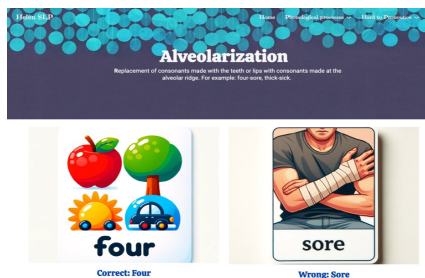 Helen SLP
Home Phonological processes Hard to Pronounce
Alveolarization
Replacement of consonants made with the teeth or lips with consonants made at the
alveolar ridge. For example: four-sore, thick-sick.
four
sore
Correct: Four
Wrong: Sore